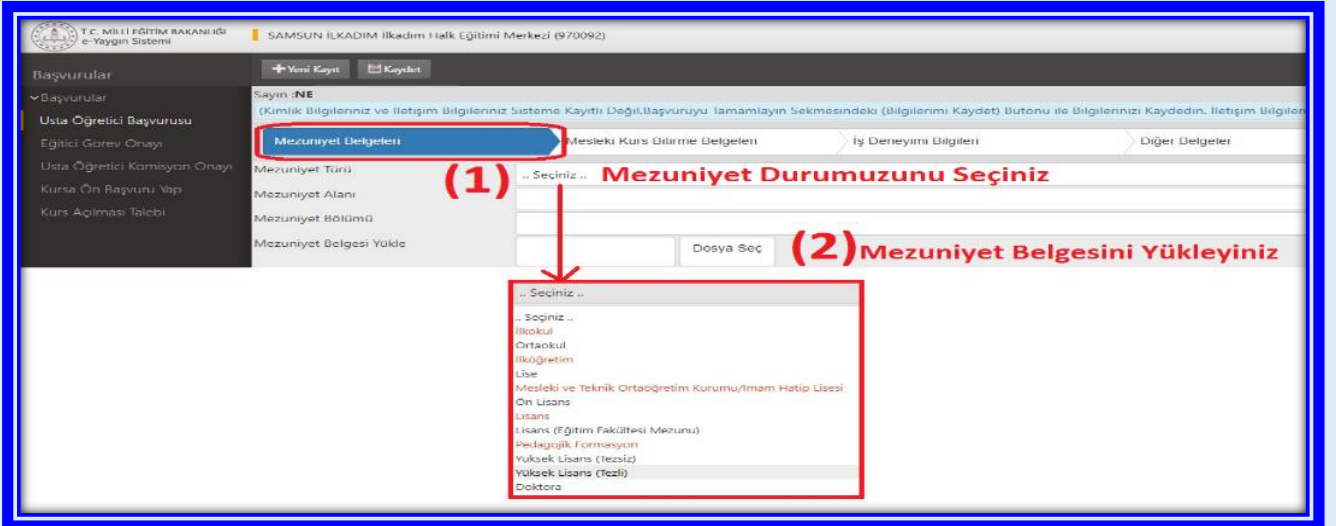 T.C. MİLLİ EĞİTİM BAKANLIĞI
e-Yaygın Sistemi
SAMSUN İLKADIM İlkadım Halk Eğitimi Merkezi (970092)
Başvurular
Yeni Kayıt Kaydet
Başvurular
Usta Öğretici Başvurusu
Eğitici Görev Onayı
Usta Öğretici Komisyon Onayı
Kursa Ön Başvuru Yap
Kurs Açılması Talebi
Sayın :NE
(Kimlik Bilgileriniz ve İletişim Bilgileriniz Sisteme Kayıtlı Değil.Başvuruyu Tamamlayın Sekmesindeki (Bilgilerimi Kaydet) Butonu ile Bilgilerinizi Kaydedin. İletişim Bilgileri
Mezuniyet Belgeleri
Mesleki Kurs Bitirme Belgeleri
İş Deneyimi Bilgileri
Diğer Belgeler
Mezuniyet Türü
.. Seçiniz ..
(1) Mezuniyet Durumuzunu Seçiniz
Mezuniyet Alanı
Mezuniyet Bölümü
Mezuniyet Belgesi Yükle
Dosya Seç
(2) Mezuniyet Belgesini Yükleyiniz
.. Seçiniz ..
.. Seçiniz ..
İlkokul
Ortaokul
İlköğretim
Lise
Mesleki ve Teknik Ortaöğretim Kurumu/İmam Hatip Lisesi
Ön Lisans
Lisans
Lisans (Eğitim Fakültesi Mezunu)
Pedagojik Formasyon
Yüksek Lisans (Tezsiz)
Yüksek Lisans (Tezli)
Doktora